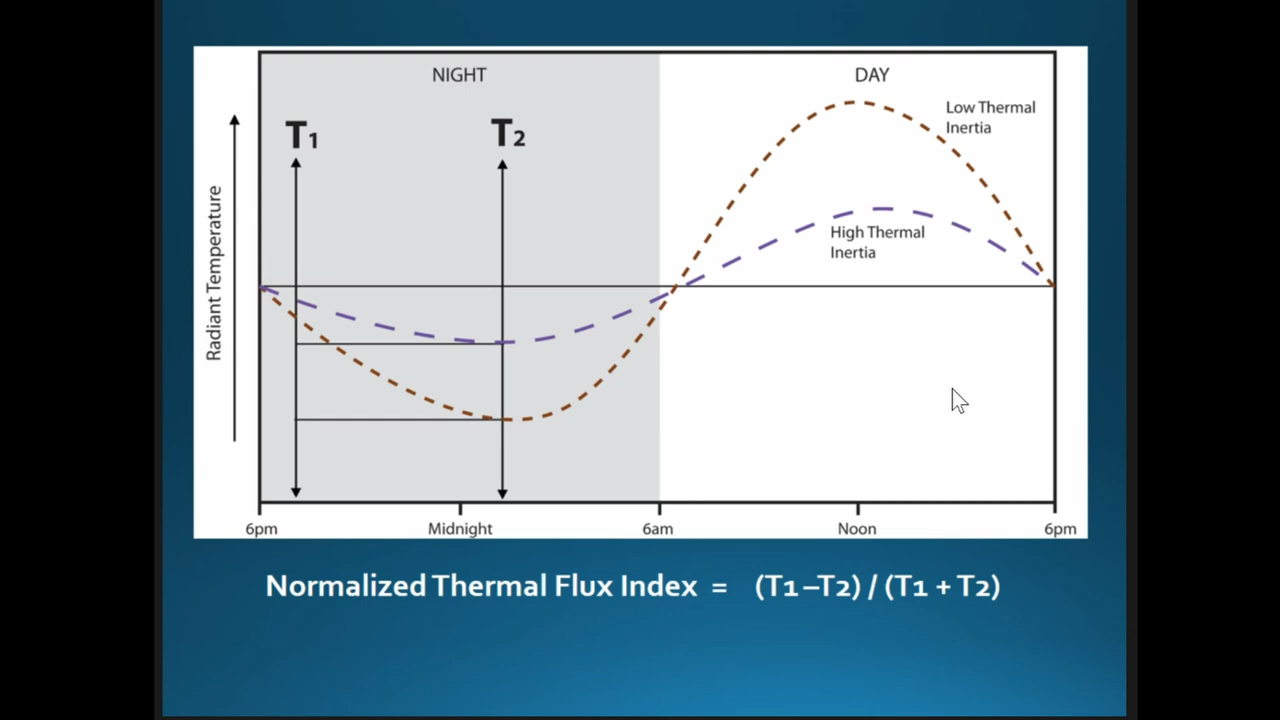 NIGHT
DAY
Low Thermal
Inertia
T1
T2
Radiant Temperature
High Thermal
Inertia
6pm
Midnight
6am
Noon
6pm
Normalized Thermal Flux Index = (T1 –T2) / (T1 + T2)